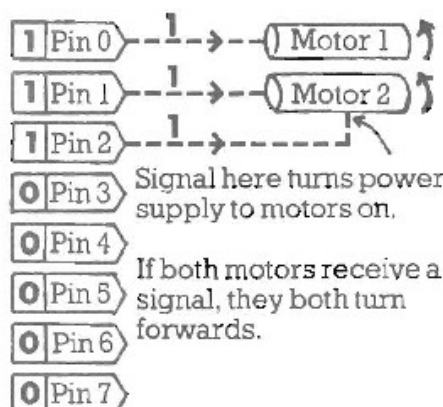 1 Pin 0 1 Motor 1
1 Pin 1 1 Motor 2
1 Pin 2 1
0 Pin 3 Signal here turns power
supply to motors on.
0 Pin 4
If both motors receive a
0 Pin 5 signal, they both turn
forwards.
0 Pin 6
0 Pin 7